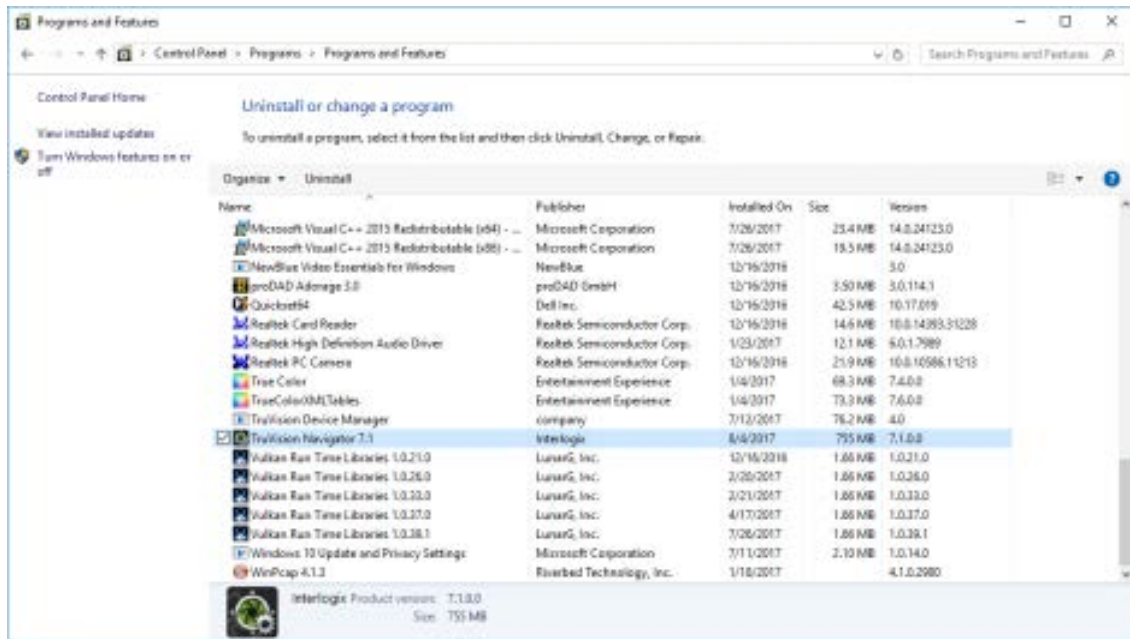 Programs and Features
Control Panel > Programs > Programs and Features
Search Programs and Features
Control Panel Home
View installed updates
Turn Windows features on or off
Uninstall or change a program
To uninstall a program, select it from the list and then click Uninstall, Change, or Repair.
Organize Uninstall
Name Publisher Installed On Size Version
Microsoft Visual C++ 2015 Redistributable (x64) - ... Microsoft Corporation 7/26/2017 23.4 MB 14.0.24123.0
Microsoft Visual C++ 2015 Redistributable (x86) - ... Microsoft Corporation 7/26/2017 19.5 MB 14.0.24123.0
NewBlue Video Essentials for Windows NewBlue 12/16/2016 3.0
proDAD Adorage 3.0 proDAD GmbH 12/16/2016 3.50 MB 3.0.114.1
Quickset64 Dell Inc. 12/16/2016 42.5 MB 10.17.019
Realtek Card Reader Realtek Semiconductor Corp. 12/16/2016 14.6 MB 10.0.14393.31228
Realtek High Definition Audio Driver Realtek Semiconductor Corp. 1/23/2017 12.1 MB 6.0.1.7989
Realtek PC Camera Realtek Semiconductor Corp. 12/16/2016 21.9 MB 10.0.10586.11213
True Color Entertainment Experience 1/4/2017 69.3 MB 7.4.0.0
TrueColorXMLTables Entertainment Experience 1/4/2017 73.3 MB 7.6.0.0
TruVision Device Manager company 7/12/2017 76.2 MB 4.0
TruVision Navigator 7.1 Interlogix 8/4/2017 755 MB 7.1.0.0
Vulkan Run Time Libraries 1.0.21.0 LunarG, Inc. 12/16/2016 1.66 MB 1.0.21.0
Vulkan Run Time Libraries 1.0.26.0 LunarG, Inc. 2/20/2017 1.66 MB 1.0.26.0
Vulkan Run Time Libraries 1.0.33.0 LunarG, Inc. 2/21/2017 1.66 MB 1.0.33.0
Vulkan Run Time Libraries 1.0.37.0 LunarG, Inc. 4/17/2017 1.66 MB 1.0.37.0
Vulkan Run Time Libraries 1.0.39.1 LunarG, Inc. 7/26/2017 1.66 MB 1.0.39.1
Windows 10 Update and Privacy Settings Microsoft Corporation 7/11/2017 2.10 MB 1.0.14.0
WinPcap 4.1.3 Riverbed Technology, Inc. 1/18/2017 4.1.0.2980
Interlogix Product version: 7.1.0.0
Size: 755 MB